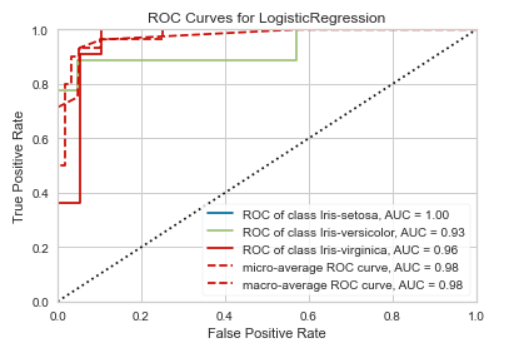 ROC Curves for LogisticRegression
1.0
0.8
0.6
0.4
0.2
0.0
True Positive Rate
ROC of class Iris-setosa, AUC = 1.00
ROC of class Iris-versicolor, AUC = 0.93
ROC of class Iris-virginica, AUC = 0.96
micro-average ROC curve, AUC = 0.98
macro-average ROC curve, AUC = 0.98
0.0 0.2 0.4 0.6 0.8 1.0
False Positive Rate